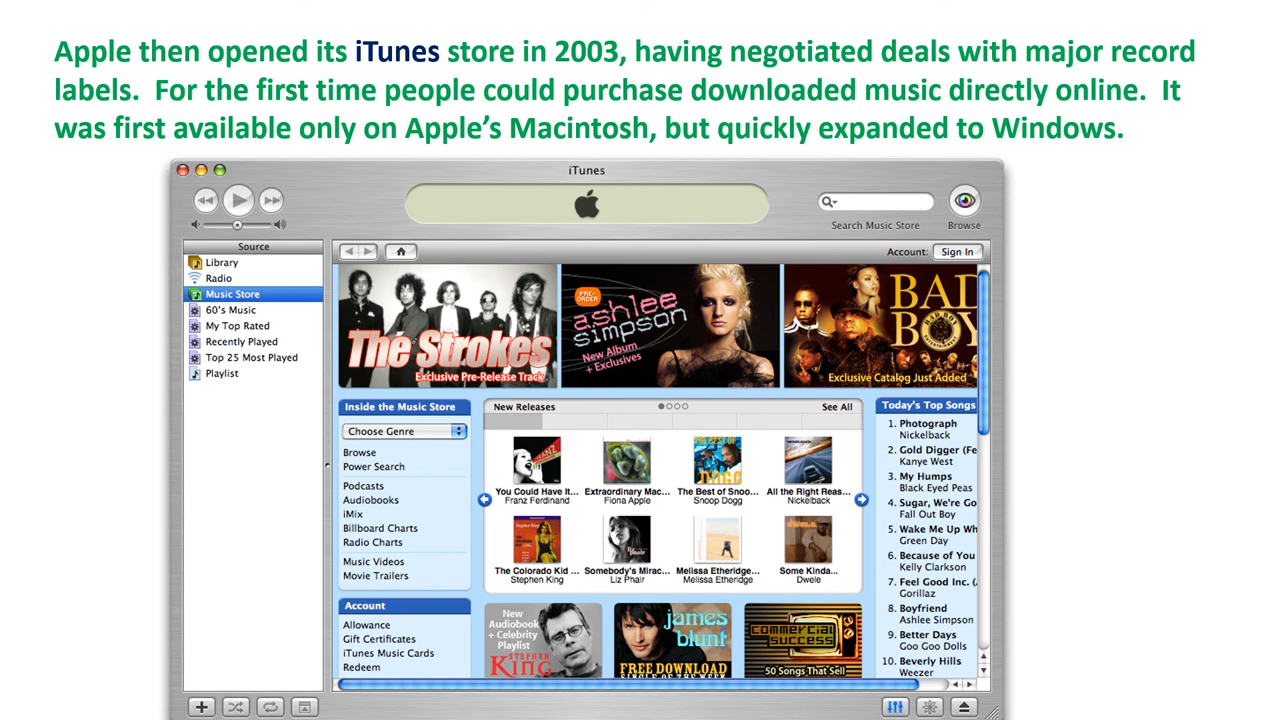 Apple then opened its iTunes store in 2003, having negotiated deals with major record
labels.  For the first time people could purchase downloaded music directly online.  It
was first available only on Apple's Macintosh, but quickly expanded to Windows.
iTunes
Search Music Store
Browse
Source
Library
Radio
Music Store
60's Music
My Top Rated
Recently Played
Top 25 Most Played
Playlist
Account:
Sign In
The Strokes
Exclusive Pre-Release Track
PRE-
ORDER
ashlee
simpson
New Album
+ Exclusives
BAD
BOY
Exclusive Catalog Just Added
Inside the Music Store
Choose Genre
Browse
Power Search
Podcasts
Audiobooks
iMix
Billboard Charts
Radio Charts
Music Videos
Movie Trailers
Account
Allowance
Gift Certificates
iTunes Music Cards
Redeem
New Releases
See All
You Could Have It...
Franz Ferdinand
Extraordinary Mac...
Fiona Apple
The Best of Snoo...
Snoop Dogg
All the Right Reas...
Nickelback
The Colorado Kid ...
Stephen King
Somebody's Mirac...
Liz Phair
Melissa Etheridge...
Melissa Etheridge
Some Kinda...
Dwele
New
Audiobook
+ Celebrity
Playlist
STEPHEN
KING
james
blunt
FREE DOWNLOAD
SINGLE OF THE WEEK
commercial
success
50 Songs That Sell
Today's Top Songs
1. Photograph
Nickelback
2. Gold Digger (Fe
Kanye West
3. My Humps
Black Eyed Peas
4. Sugar, We're Go
Fall Out Boy
5. Wake Me Up Wh
Green Day
6. Because of You
Kelly Clarkson
7. Feel Good Inc. (
Gorillaz
8. Boyfriend
Ashlee Simpson
9. Better Days
Goo Goo Dolls
10. Beverly Hills
Weezer